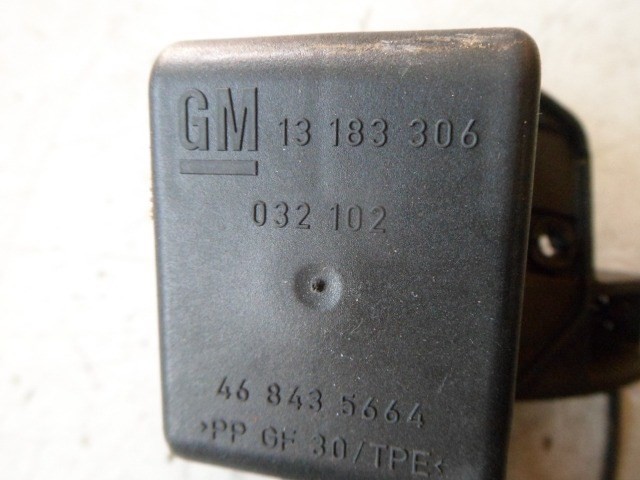 GM 13 183 306
032 102
46 843 5664
>PP GF 30/TPE<